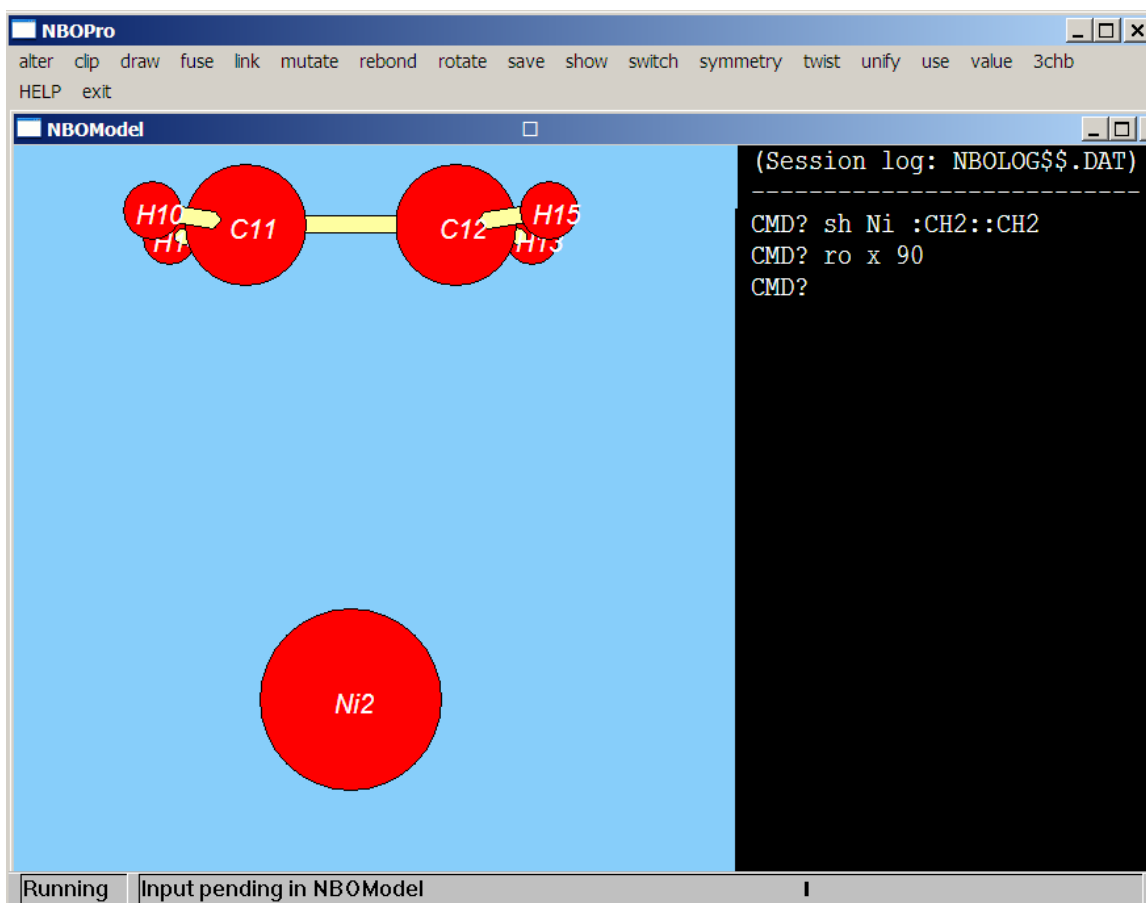 NBOPro
alter clip draw fuse link mutate rebond rotate save show switch symmetry twist unify use value 3chb
HELP exit
NBOModel
(Session log: NBOLOG$$.DAT)
----------------------------
CMD? sh Ni :CH2::CH2
CMD? ro x 90
CMD?
H10 C11 C12 H15
H1 H13
Ni2
Running Input pending in NBOModel